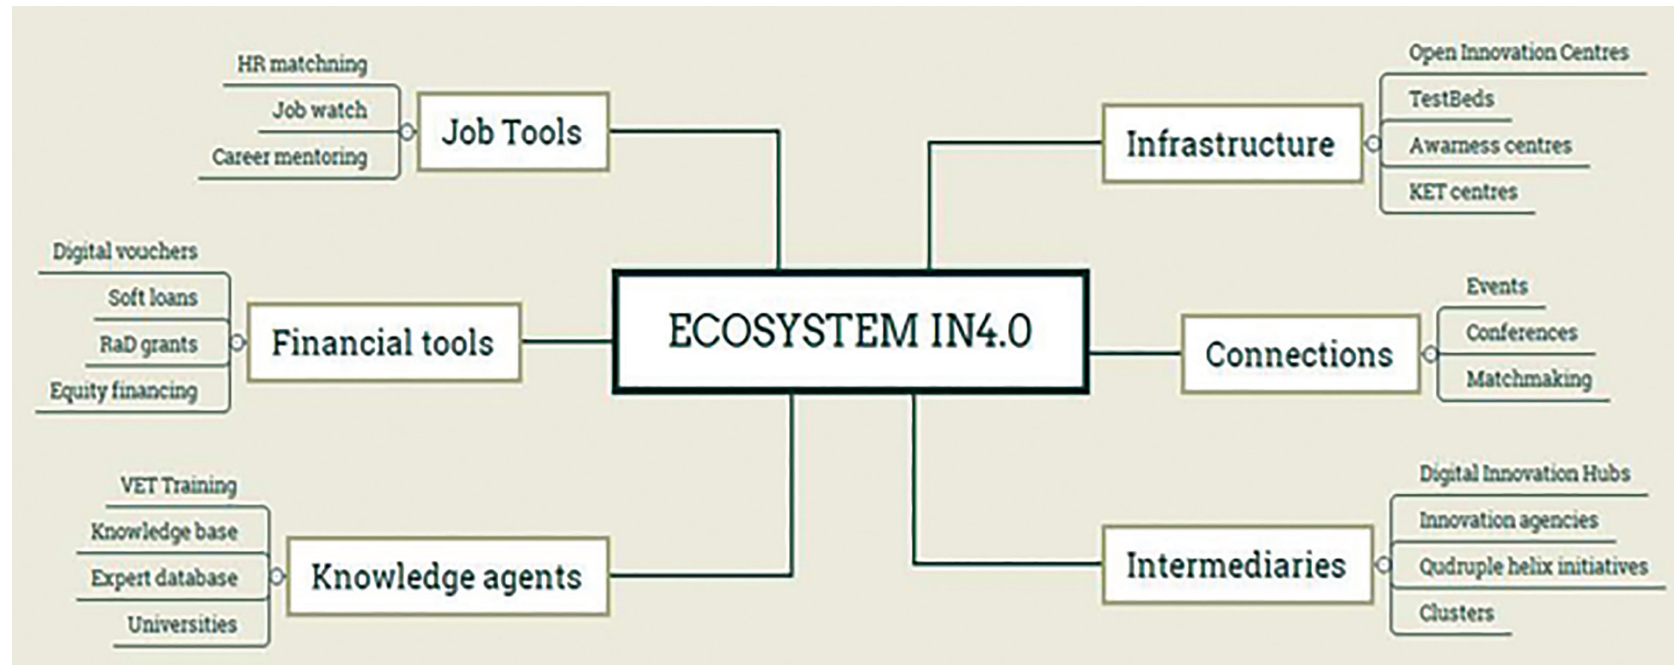 HR matchning
Job watch
Career mentoring
Job Tools
Digital vouchers
Soft loans
RaD grants
Equity financing
Financial tools
VET Training
Knowledge base
Expert database
Universities
Knowledge agents
ECOSYSTEM IN4.0
Infrastructure
Open Innovation Centres
TestBeds
Awarness centres
KET centres
Connections
Events
Conferences
Matchmaking
Intermediaries
Digital Innovation Hubs
Innovation agencies
Qudruple helix initiatives
Clusters